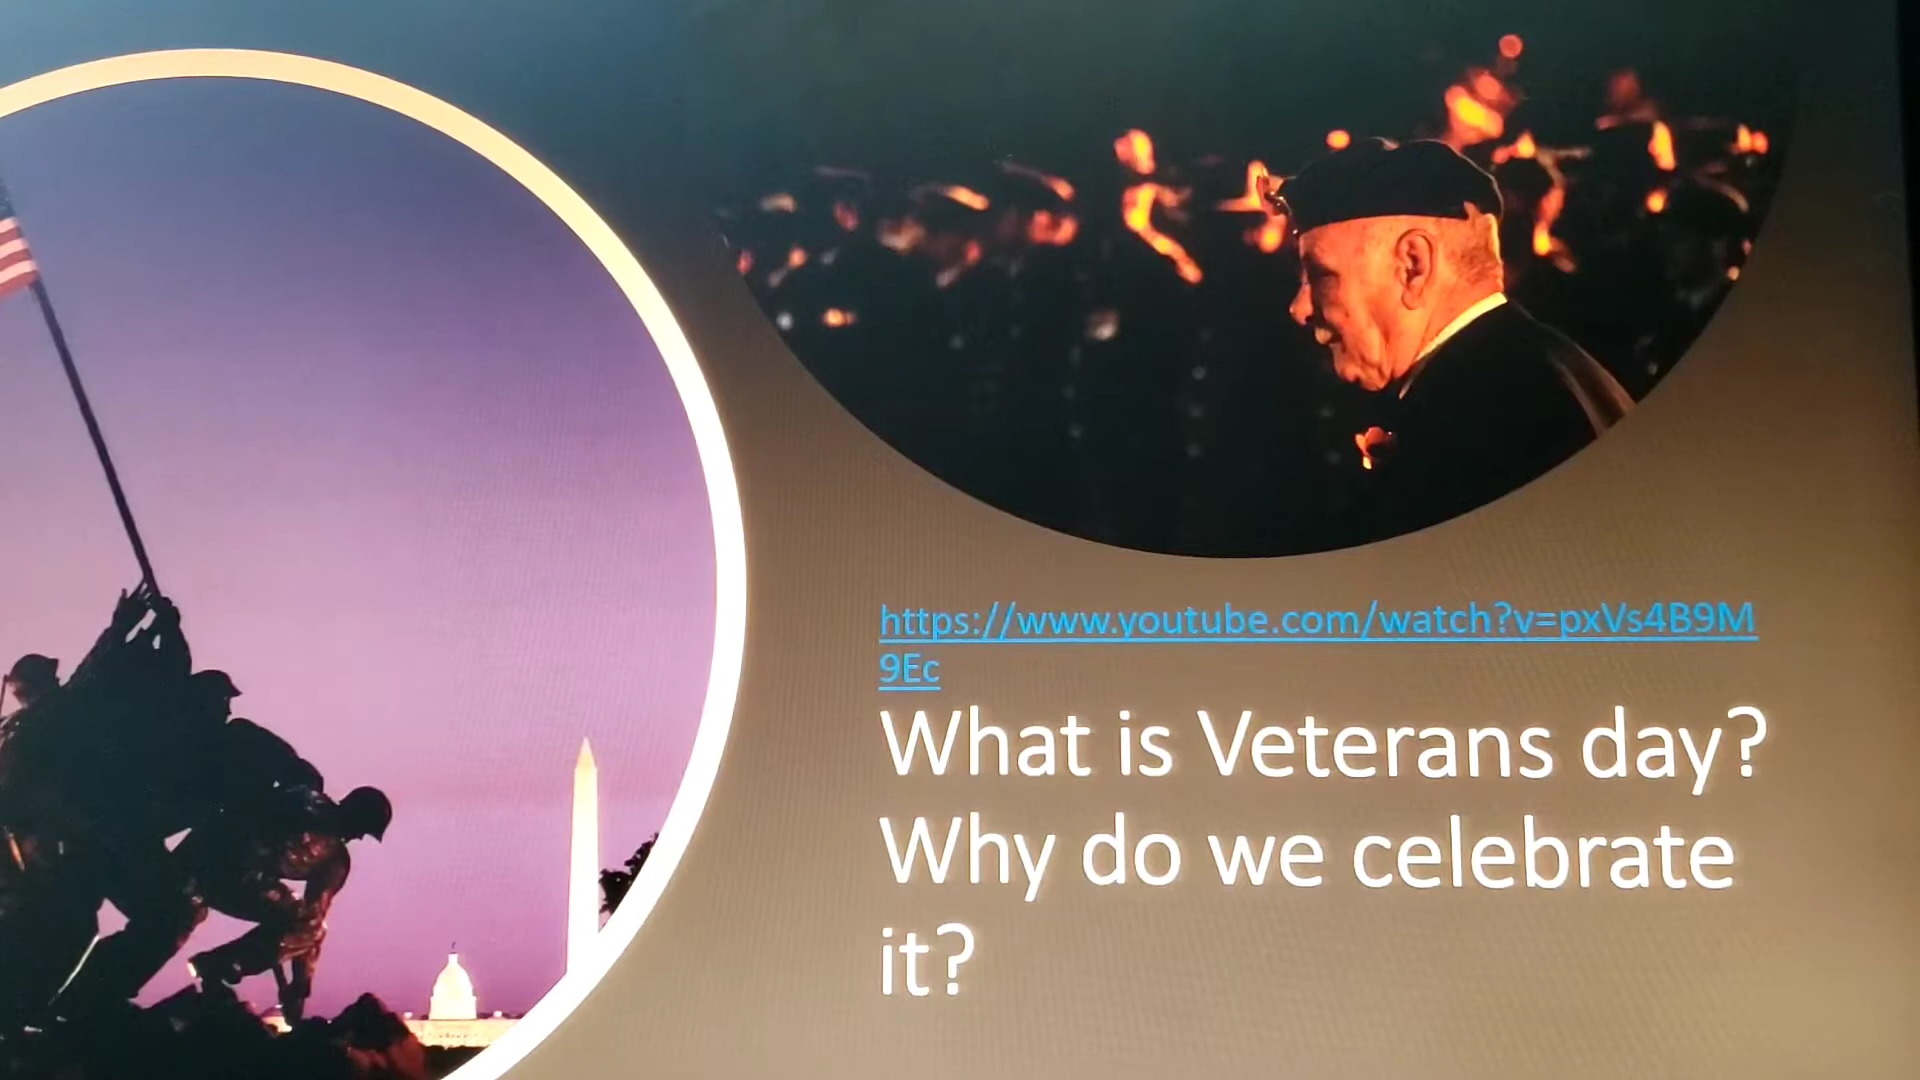 https://www.youtube.com/watch?v=pxVs4B9M
9Ec
What is Veterans day?
Why do we celebrate
it?